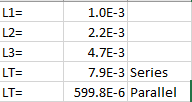 L1= 1.0E-3
L2= 2.2E-3
L3= 4.7E-3
LT= 7.9E-3 Series
LT= 599.8E-6 Parallel